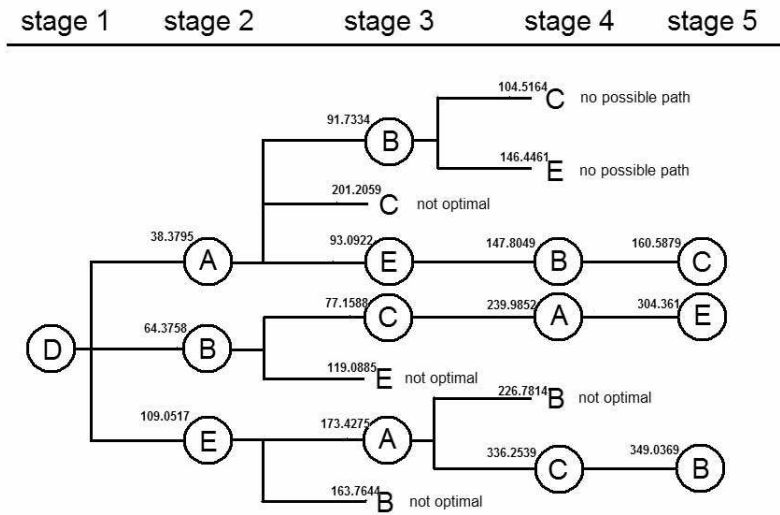 stage 1 stage 2 stage 3 stage 4 stage 5
104.5164 C no possible path
91.7334 B
146.4461 E no possible path
201.2059 C not optimal
38.3795 A 93.0922 E 147.8049 B 160.5879 C
77.1588 C 239.9852 A 304.361 E
D 64.3758 B
119.0885 E not optimal
226.7814 B not optimal
109.0517 E 173.4275 A
336.2539 C 349.0369 B
163.7644 B not optimal